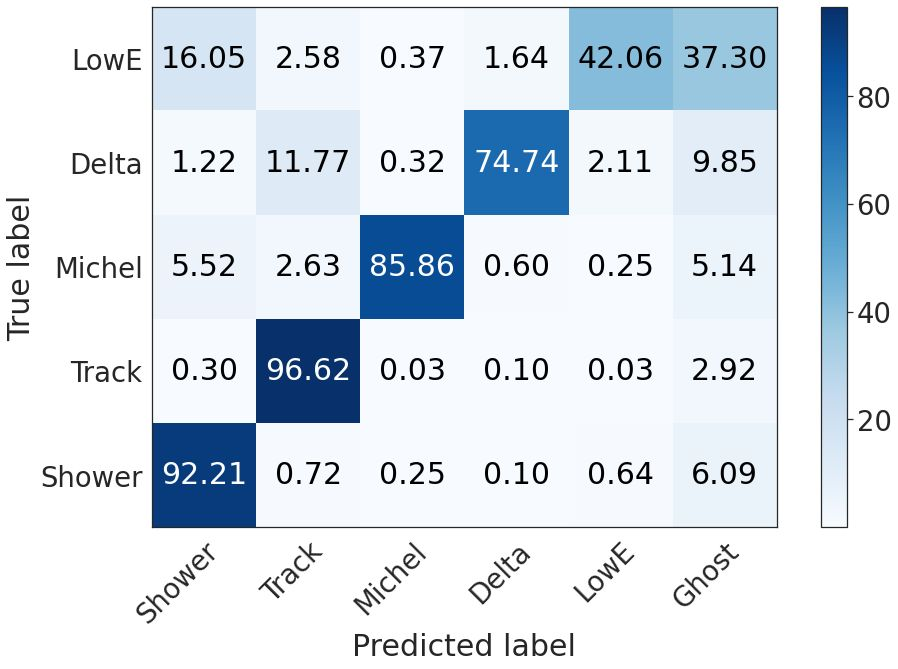 LowE 16.05 2.58 0.37 1.64 42.06 37.30
Delta 1.22 11.77 0.32 74.74 2.11 9.85
Michel 5.52 2.63 85.86 0.60 0.25 5.14
Track 0.30 96.62 0.03 0.10 0.03 2.92
Shower 92.21 0.72 0.25 0.10 0.64 6.09
Shower Track Michel Delta LowE Ghost
Predicted label
True label
80
60
40
20